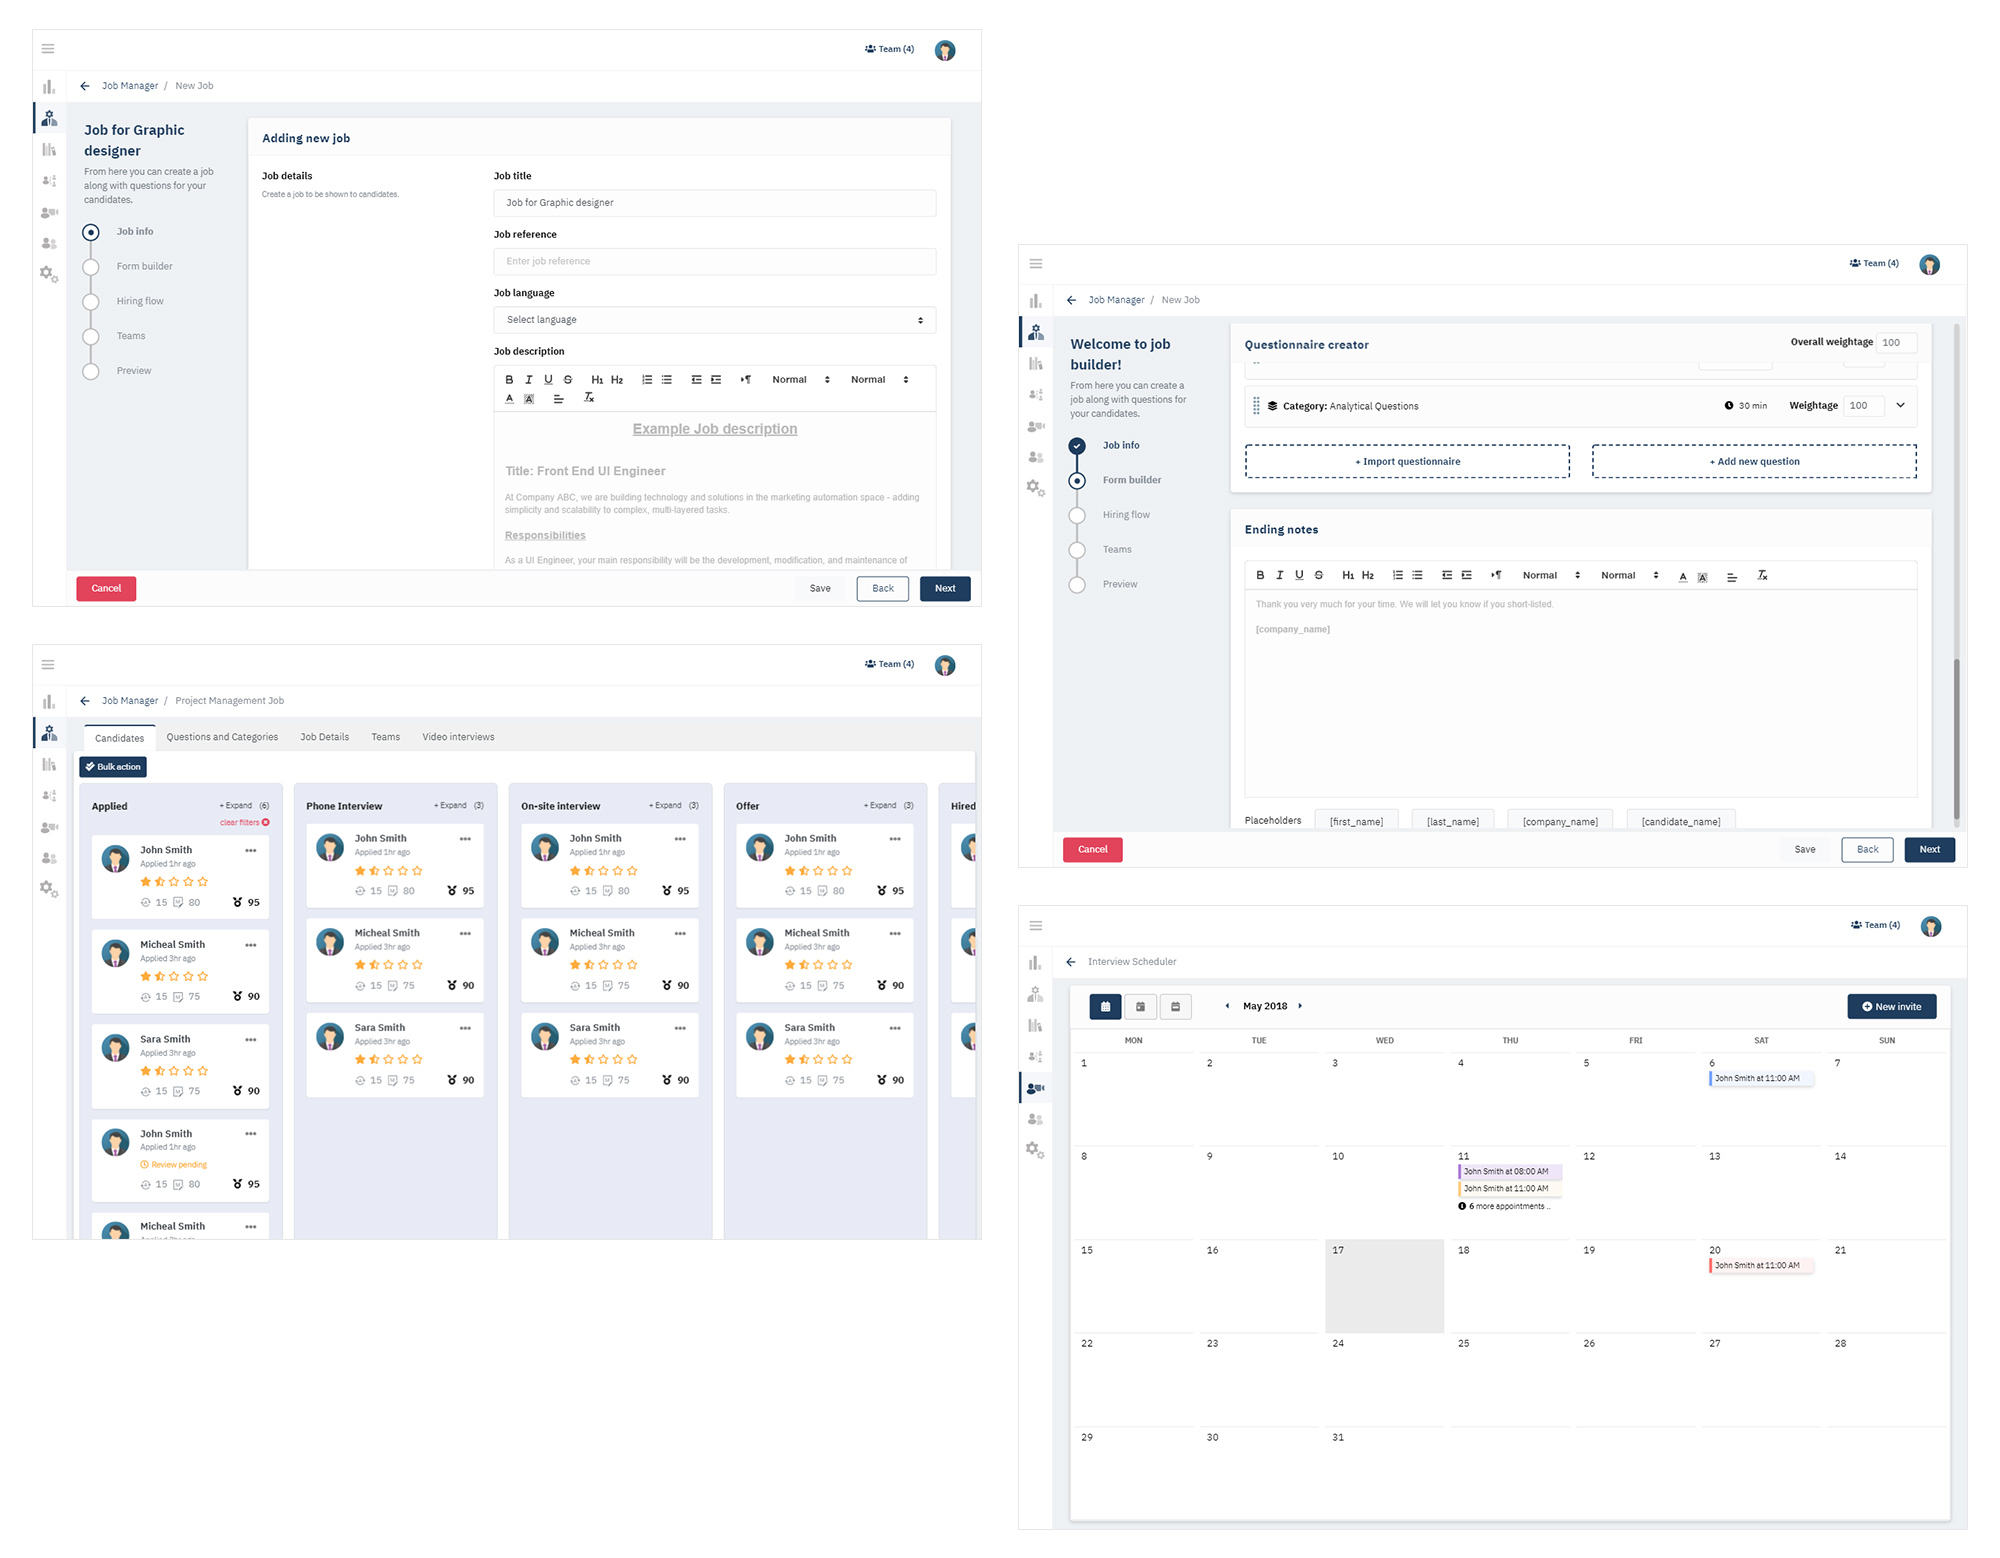 Team (4)
Job Manager / New Job
Job for Graphic
designer
From here you can create a job
along with questions for your
candidates.
Job info
Form builder
Hiring flow
Teams
Preview
Adding new job
Job details
Create a job to be shown to candidates.
Job title
Job for Graphic designer
Job reference
Enter job reference
Job language
Select language
Job description
B I U S H1 H2 Normal Normal
A A Tx
Example Job description
Title: Front End UI Engineer
At Company ABC, we are building technology and solutions in the marketing automation space - adding
simplicity and scalability to complex, multi-layered tasks.
Responsibilities
As a UI Engineer, your main responsibility will be the development, modification, and maintenance of
Cancel
Save
Back
Next
Team (4)
Job Manager / Project Management Job
Candidates
Questions and Categories
Job Details
Teams
Video interviews
Bulk action
Applied + Expand (6)
clear filters
John Smith
Applied 1hr ago
15 80 95
Micheal Smith
Applied 3hr ago
15 75 90
Sara Smith
Applied 3hr ago
15 75 90
John Smith
Applied 1hr ago
Review pending
15 80 95
Micheal Smith
Phone Interview + Expand (3)
John Smith
Applied 1hr ago
15 80 95
Micheal Smith
Applied 3hr ago
15 75 90
Sara Smith
Applied 3hr ago
15 75 90
On-site interview + Expand (3)
John Smith
Applied 1hr ago
15 80 95
Micheal Smith
Applied 3hr ago
15 75 90
Sara Smith
Applied 3hr ago
15 75 90
Offer + Expand (3)
John Smith
Applied 1hr ago
15 80 95
Micheal Smith
Applied 3hr ago
15 75 90
Sara Smith
Applied 3hr ago
15 75 90
Hired
Team (4)
Job Manager / New Job
Welcome to job
builder!
From here you can create a
job along with questions for
your candidates.
Job info
Form builder
Hiring flow
Teams
Preview
Questionnaire creator
Overall weightage 100
Category: Analytical Questions
30 min
Weightage 100
+ Import questionnaire
+ Add new question
Ending notes
B I U S H1 H2 Normal Normal A A Tx
Thank you very much for your time. We will let you know if you short-listed.
[company_name]
Placeholders [first_name] [last_name] [company_name] [candidate_name]
Cancel
Save
Back
Next
Team (4)
Interview Scheduler
May 2018
New invite
MON TUE WED THU FRI SAT SUN
1 2 3 4 5 6 7
John Smith at 11:00 AM
8 9 10 11 12 13 14
John Smith at 08:00 AM
John Smith at 11:00 AM
6 more appointments ..
15 16 17 18 19 20 21
John Smith at 11:00 AM
22 23 24 25 26 27 28
29 30 31